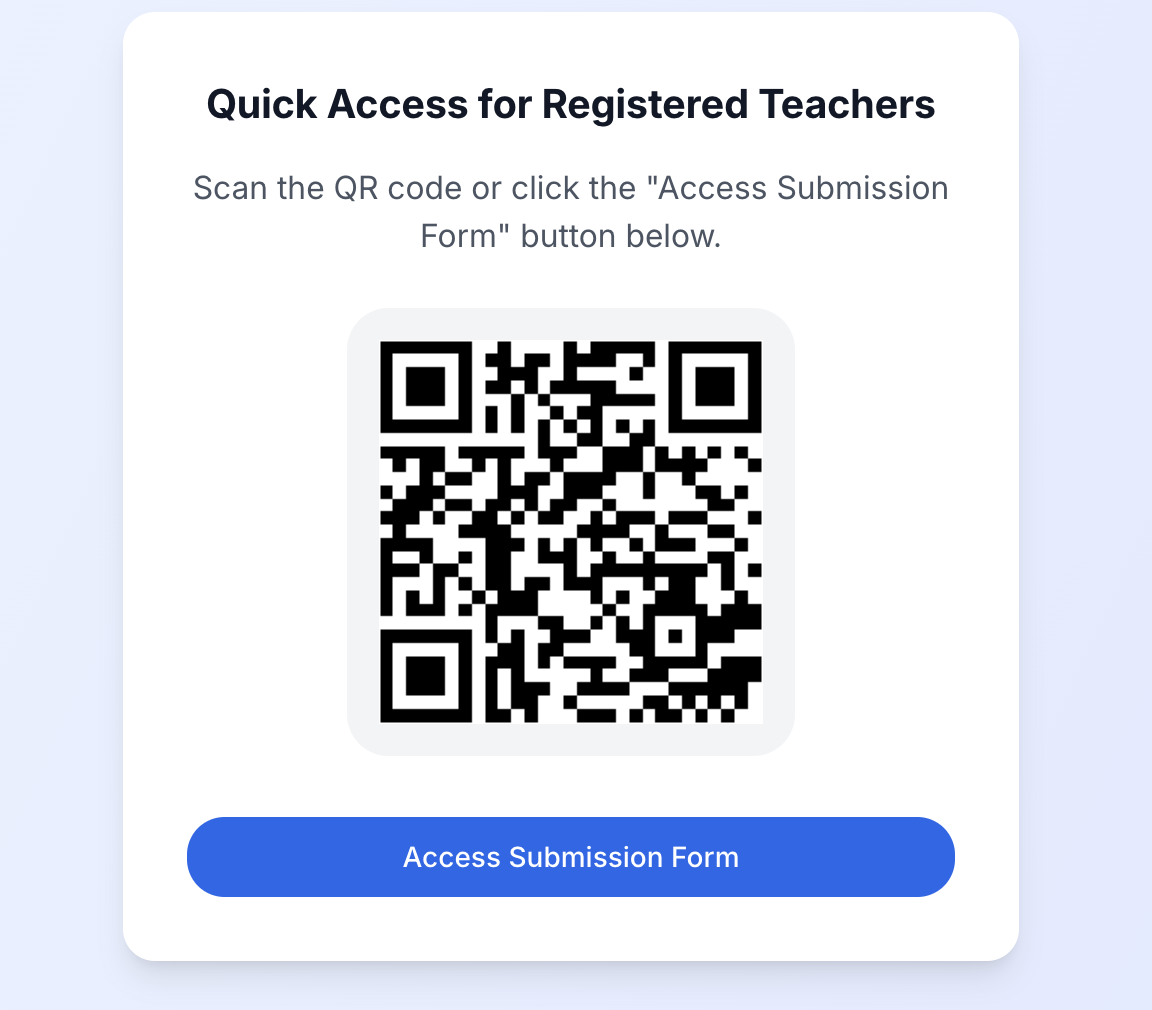 Quick Access for Registered Teachers
Scan the QR code or click the "Access Submission
Form" button below.
Access Submission Form